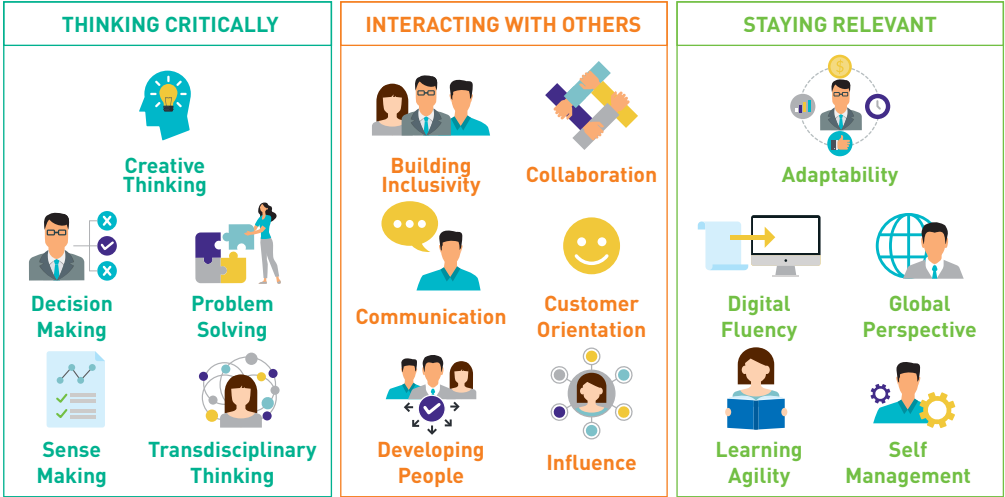 THINKING CRITICALLY
Creative
Thinking
Decision
Making
Problem
Solving
Sense
Making
Transdisciplinary
Thinking
INTERACTING WITH OTHERS
Building
Inclusivity
Collaboration
Communication
Customer
Orientation
Developing
People
Influence
STAYING RELEVANT
$
Adaptability
Digital
Fluency
Global
Perspective
Learning
Agility
Self
Management